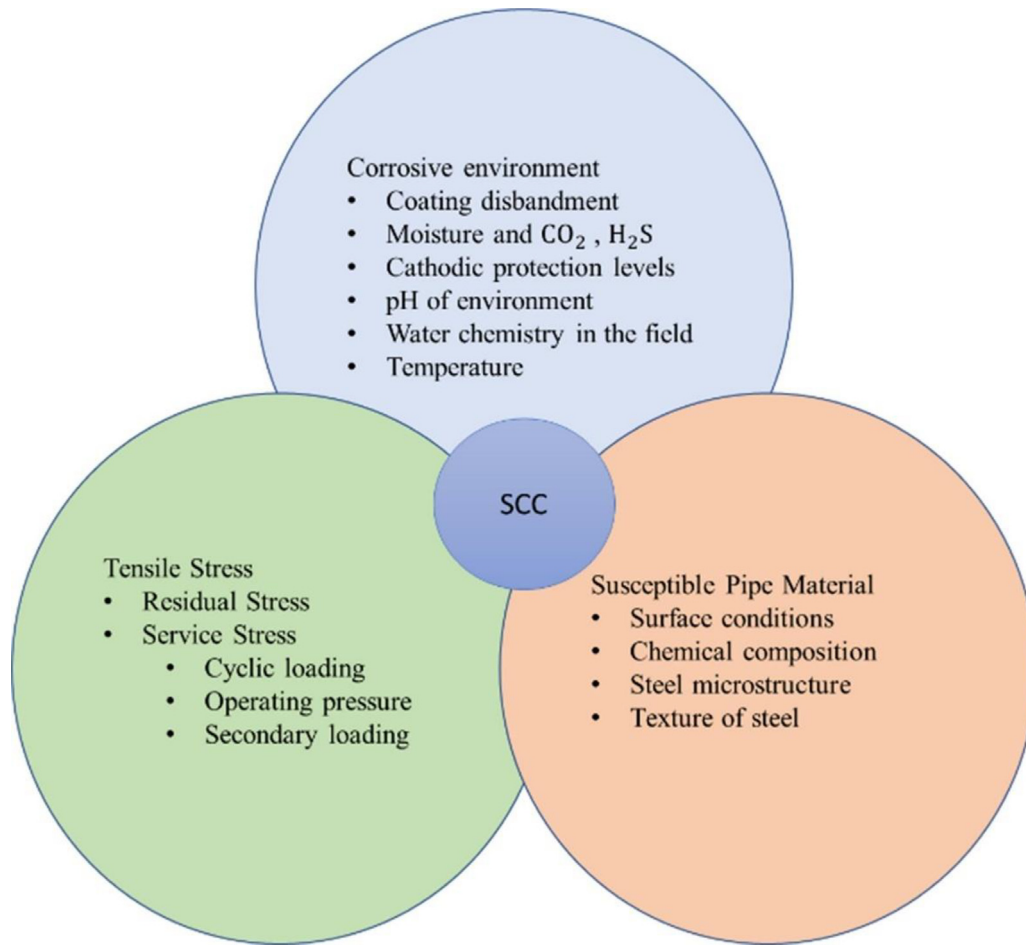 Corrosive environment
• Coating disbandment
• Moisture and CO₂ , H₂S
• Cathodic protection levels
• pH of environment
• Water chemistry in the field
• Temperature
SCC
Tensile Stress
• Residual Stress
• Service Stress
• Cyclic loading
• Operating pressure
• Secondary loading
Susceptible Pipe Material
• Surface conditions
• Chemical composition
• Steel microstructure
• Texture of steel